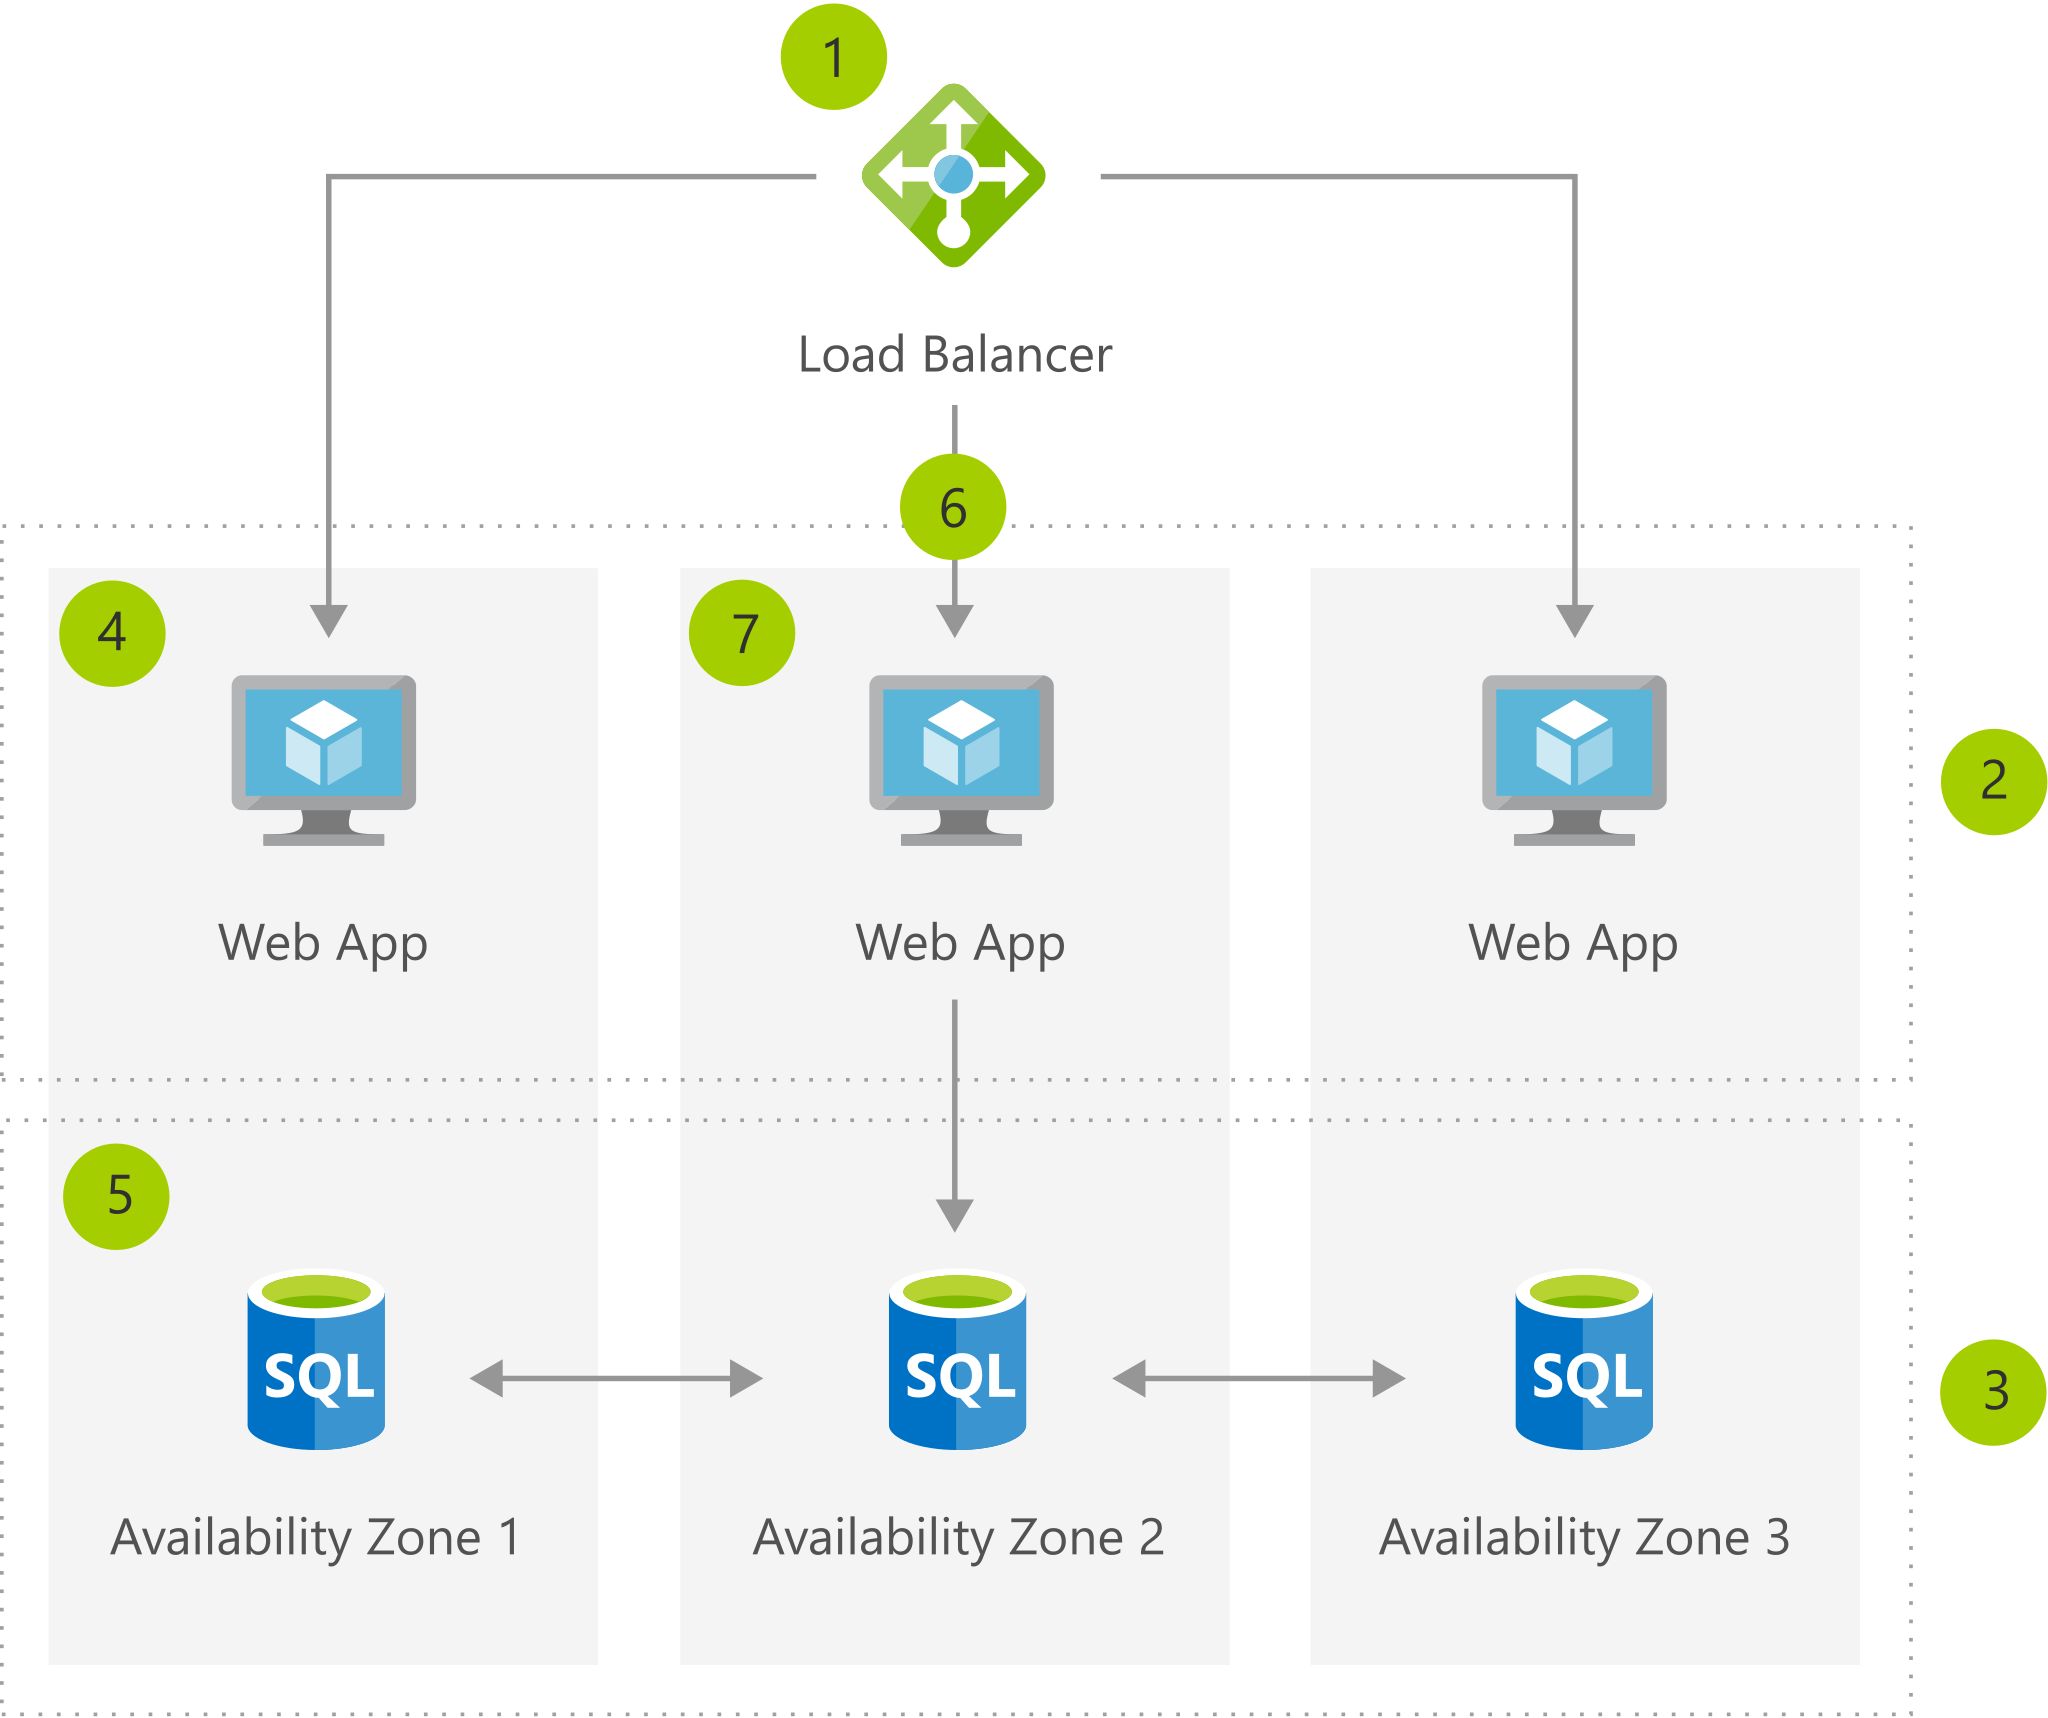 1
Load Balancer
6
4
7
Web App
Web App
Web App
2
5
SQL
SQL
SQL
3
Availability Zone 1
Availability Zone 2
Availability Zone 3